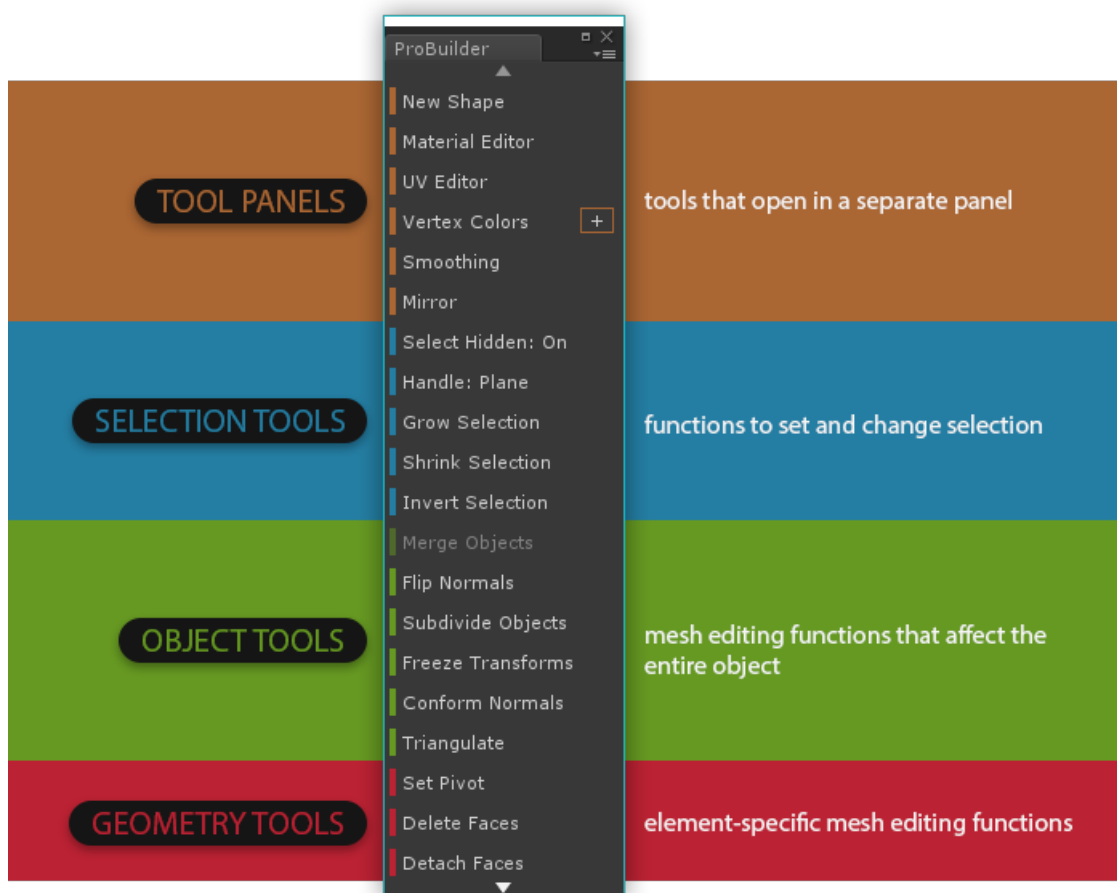 ProBuilder
New Shape
Material Editor
UV Editor
TOOL PANELS
tools that open in a separate panel
Vertex Colors +
Smoothing
Mirror
Select Hidden: On
Handle: Plane
SELECTION TOOLS
Grow Selection
functions to set and change selection
Shrink Selection
Invert Selection
Merge Objects
Flip Normals
Subdivide Objects
OBJECT TOOLS
mesh editing functions that affect the
entire object
Freeze Transforms
Conform Normals
Triangulate
Set Pivot
GEOMETRY TOOLS
Delete Faces
element-specific mesh editing functions
Detach Faces